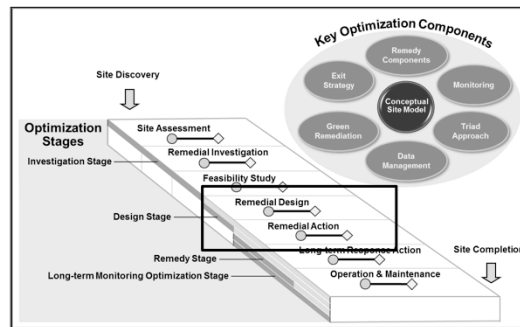 Key Optimization Components
Remedy
Components
Exit
Strategy
Monitoring
Conceptual
Site Model
Green
Remediation
Triad
Approach
Data
Management
Site Discovery
Optimization
Stages
Investigation Stage
Design Stage
Remedy Stage
Long-term Monitoring Optimization Stage
Site Assessment
Remedial Investigation
Feasibility Study
Remedial Design
Remedial Action
Long-term Response Action
Operation & Maintenance
Site Completion